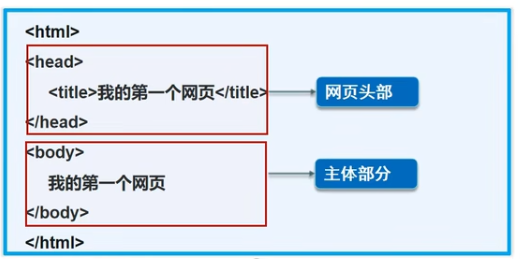 <html>
<head>
<title>我的第一个网页</title>
网页头部
</head>
<body>
我的第一个网页
主体部分
</body>
</html>